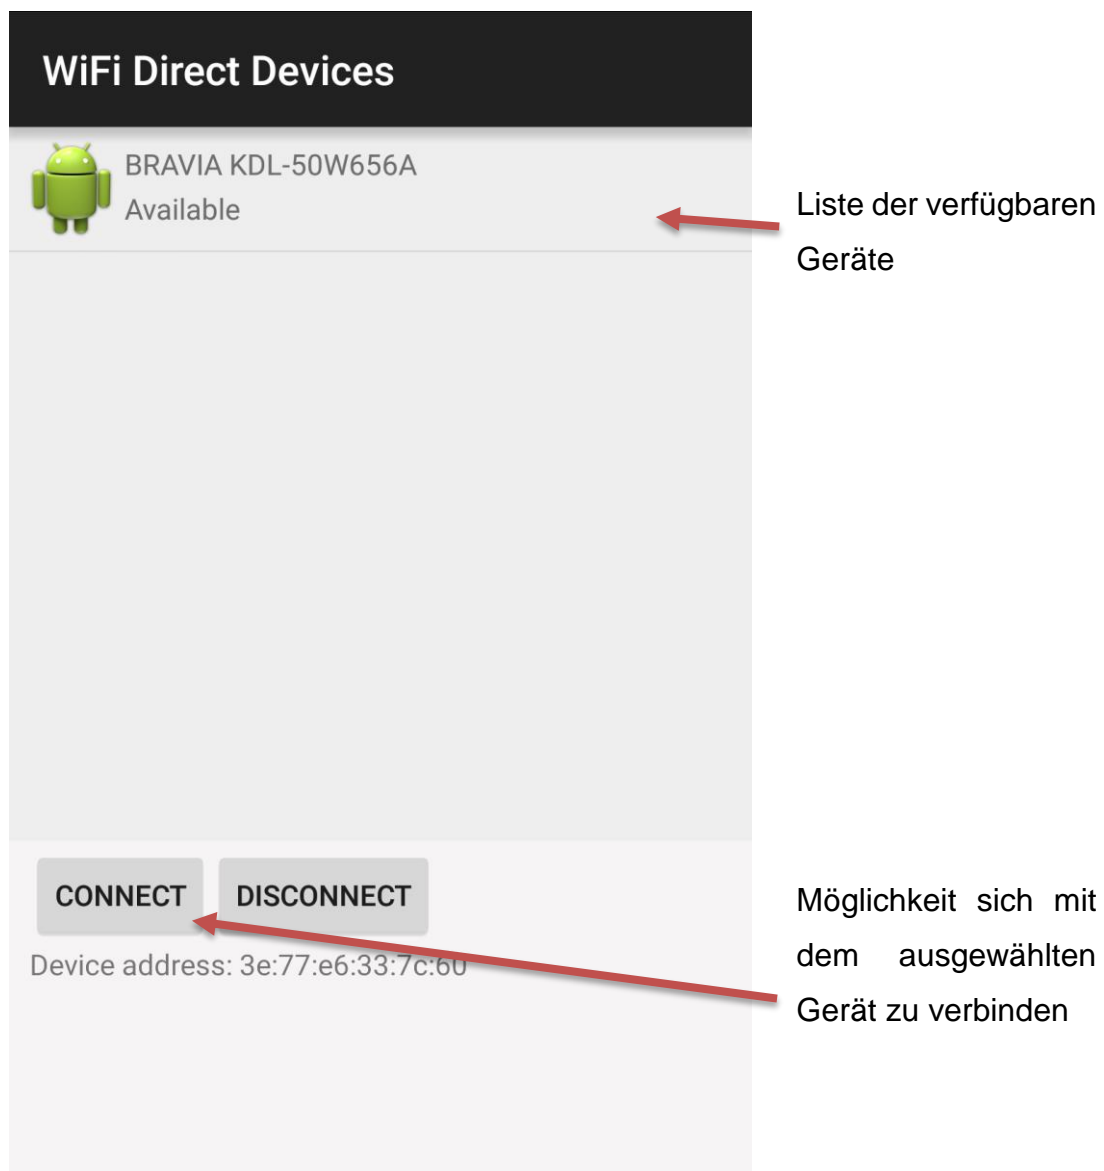 WiFi Direct Devices
BRAVIA KDL-50W656A
Available
Liste der verfügbaren
Geräte
CONNECT
DISCONNECT
Device address: 3e:77:e6:33:7c:60
Möglichkeit sich mit
dem ausgewählten
Gerät zu verbinden